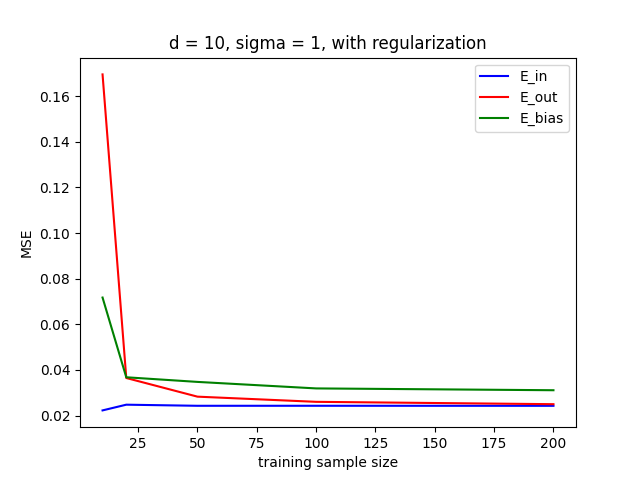 d = 10, sigma = 1, with regularization
E_in
E_out
E_bias
MSE
0.16
0.14
0.12
0.10
0.08
0.06
0.04
0.02
25 50 75 100 125 150 175 200
training sample size